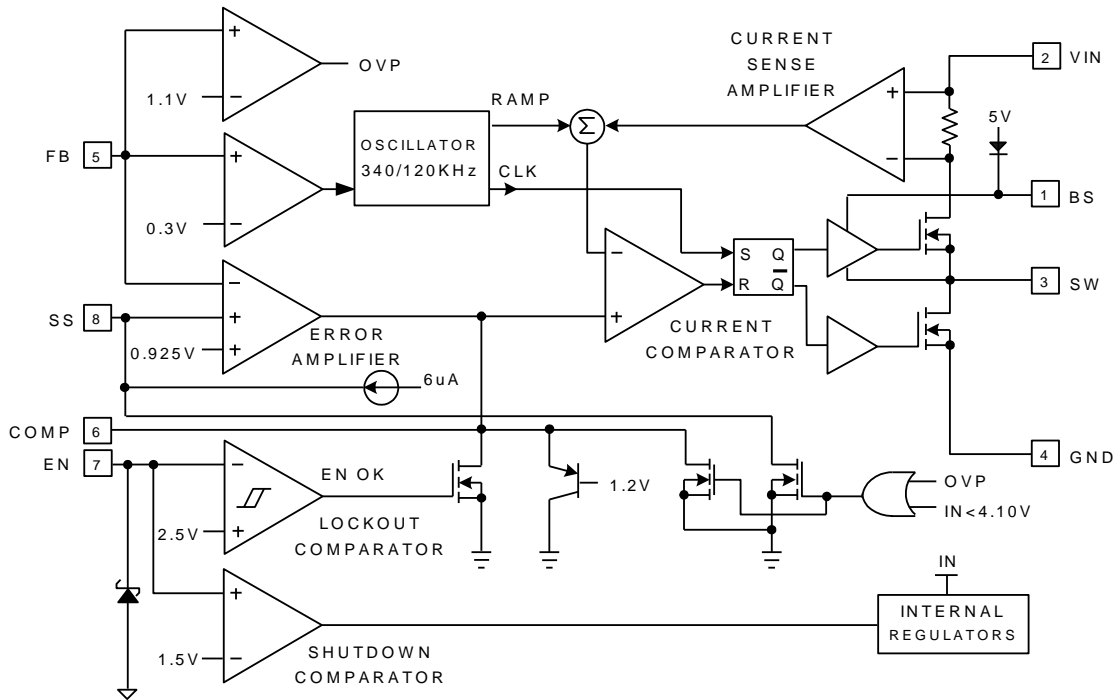 +
OVP
1.1V
−
FB
5
+
0.3V
−
OSCILLATOR
340/120KHz
RAMP
CLK
Σ
CURRENT
SENSE
AMPLIFIER
+
−
2
VIN
5V
1
BS
3
SW
4
GND
−
+
S Q
R Q̅
CURRENT
COMPARATOR
SS
8
−
+
0.925V
+
ERROR
AMPLIFIER
6uA
COMP
6
EN
7
−
2.5V
+
EN OK
LOCKOUT
COMPARATOR
1.2V
OVP
IN<4.10V
+
1.5V
−
SHUTDOWN
COMPARATOR
IN
INTERNAL
REGULATORS